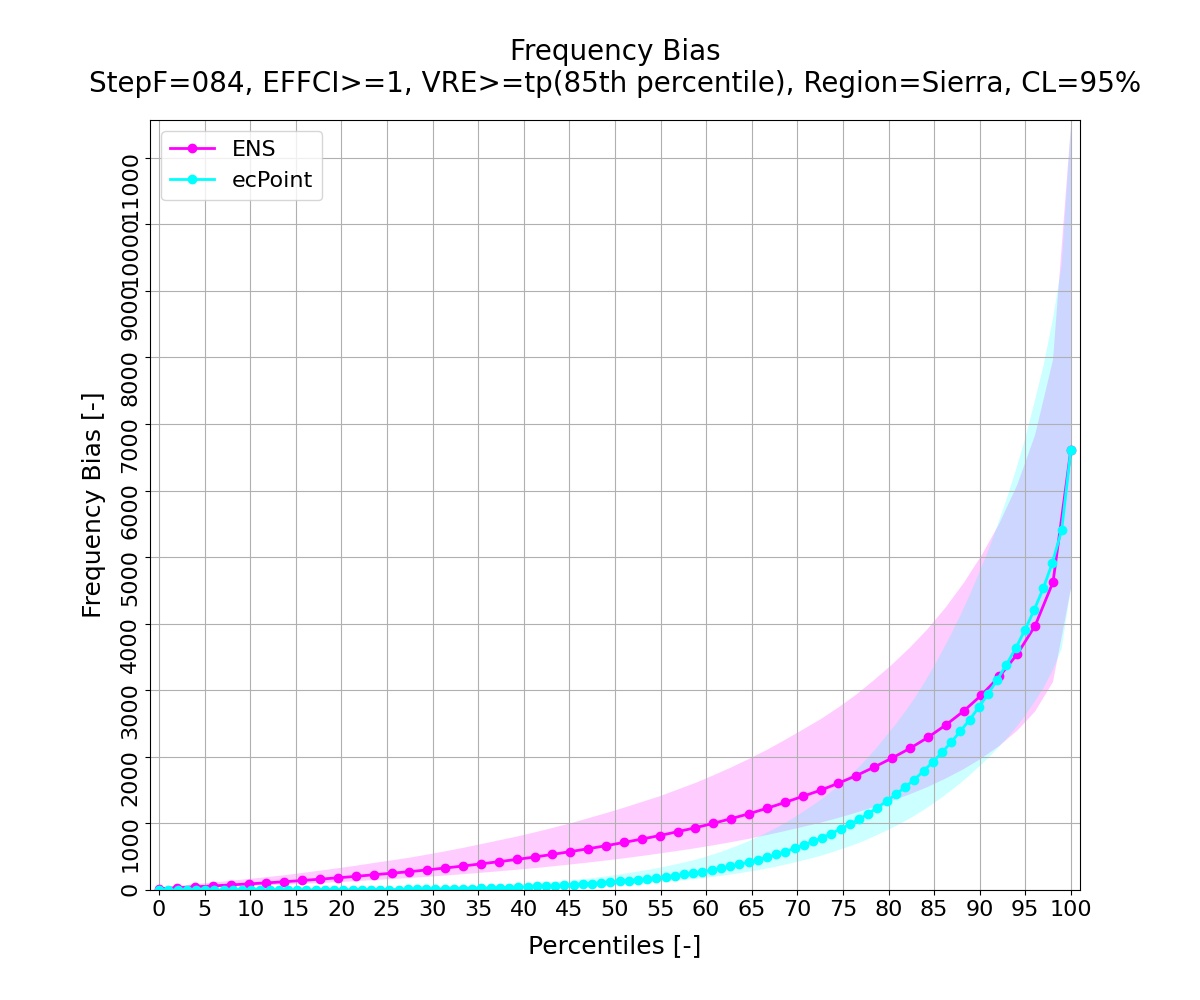 Frequency Bias
StepF=084, EFFCI>=1, VRE>=tp(85th percentile), Region=Sierra, CL=95%
ENS
ecPoint
Frequency Bias [-]
11000
10000
9000
8000
7000
6000
5000
4000
3000
2000
1000
0
0 5 10 15 20 25 30 35 40 45 50 55 60 65 70 75 80 85 90 95 100
Percentiles [-]